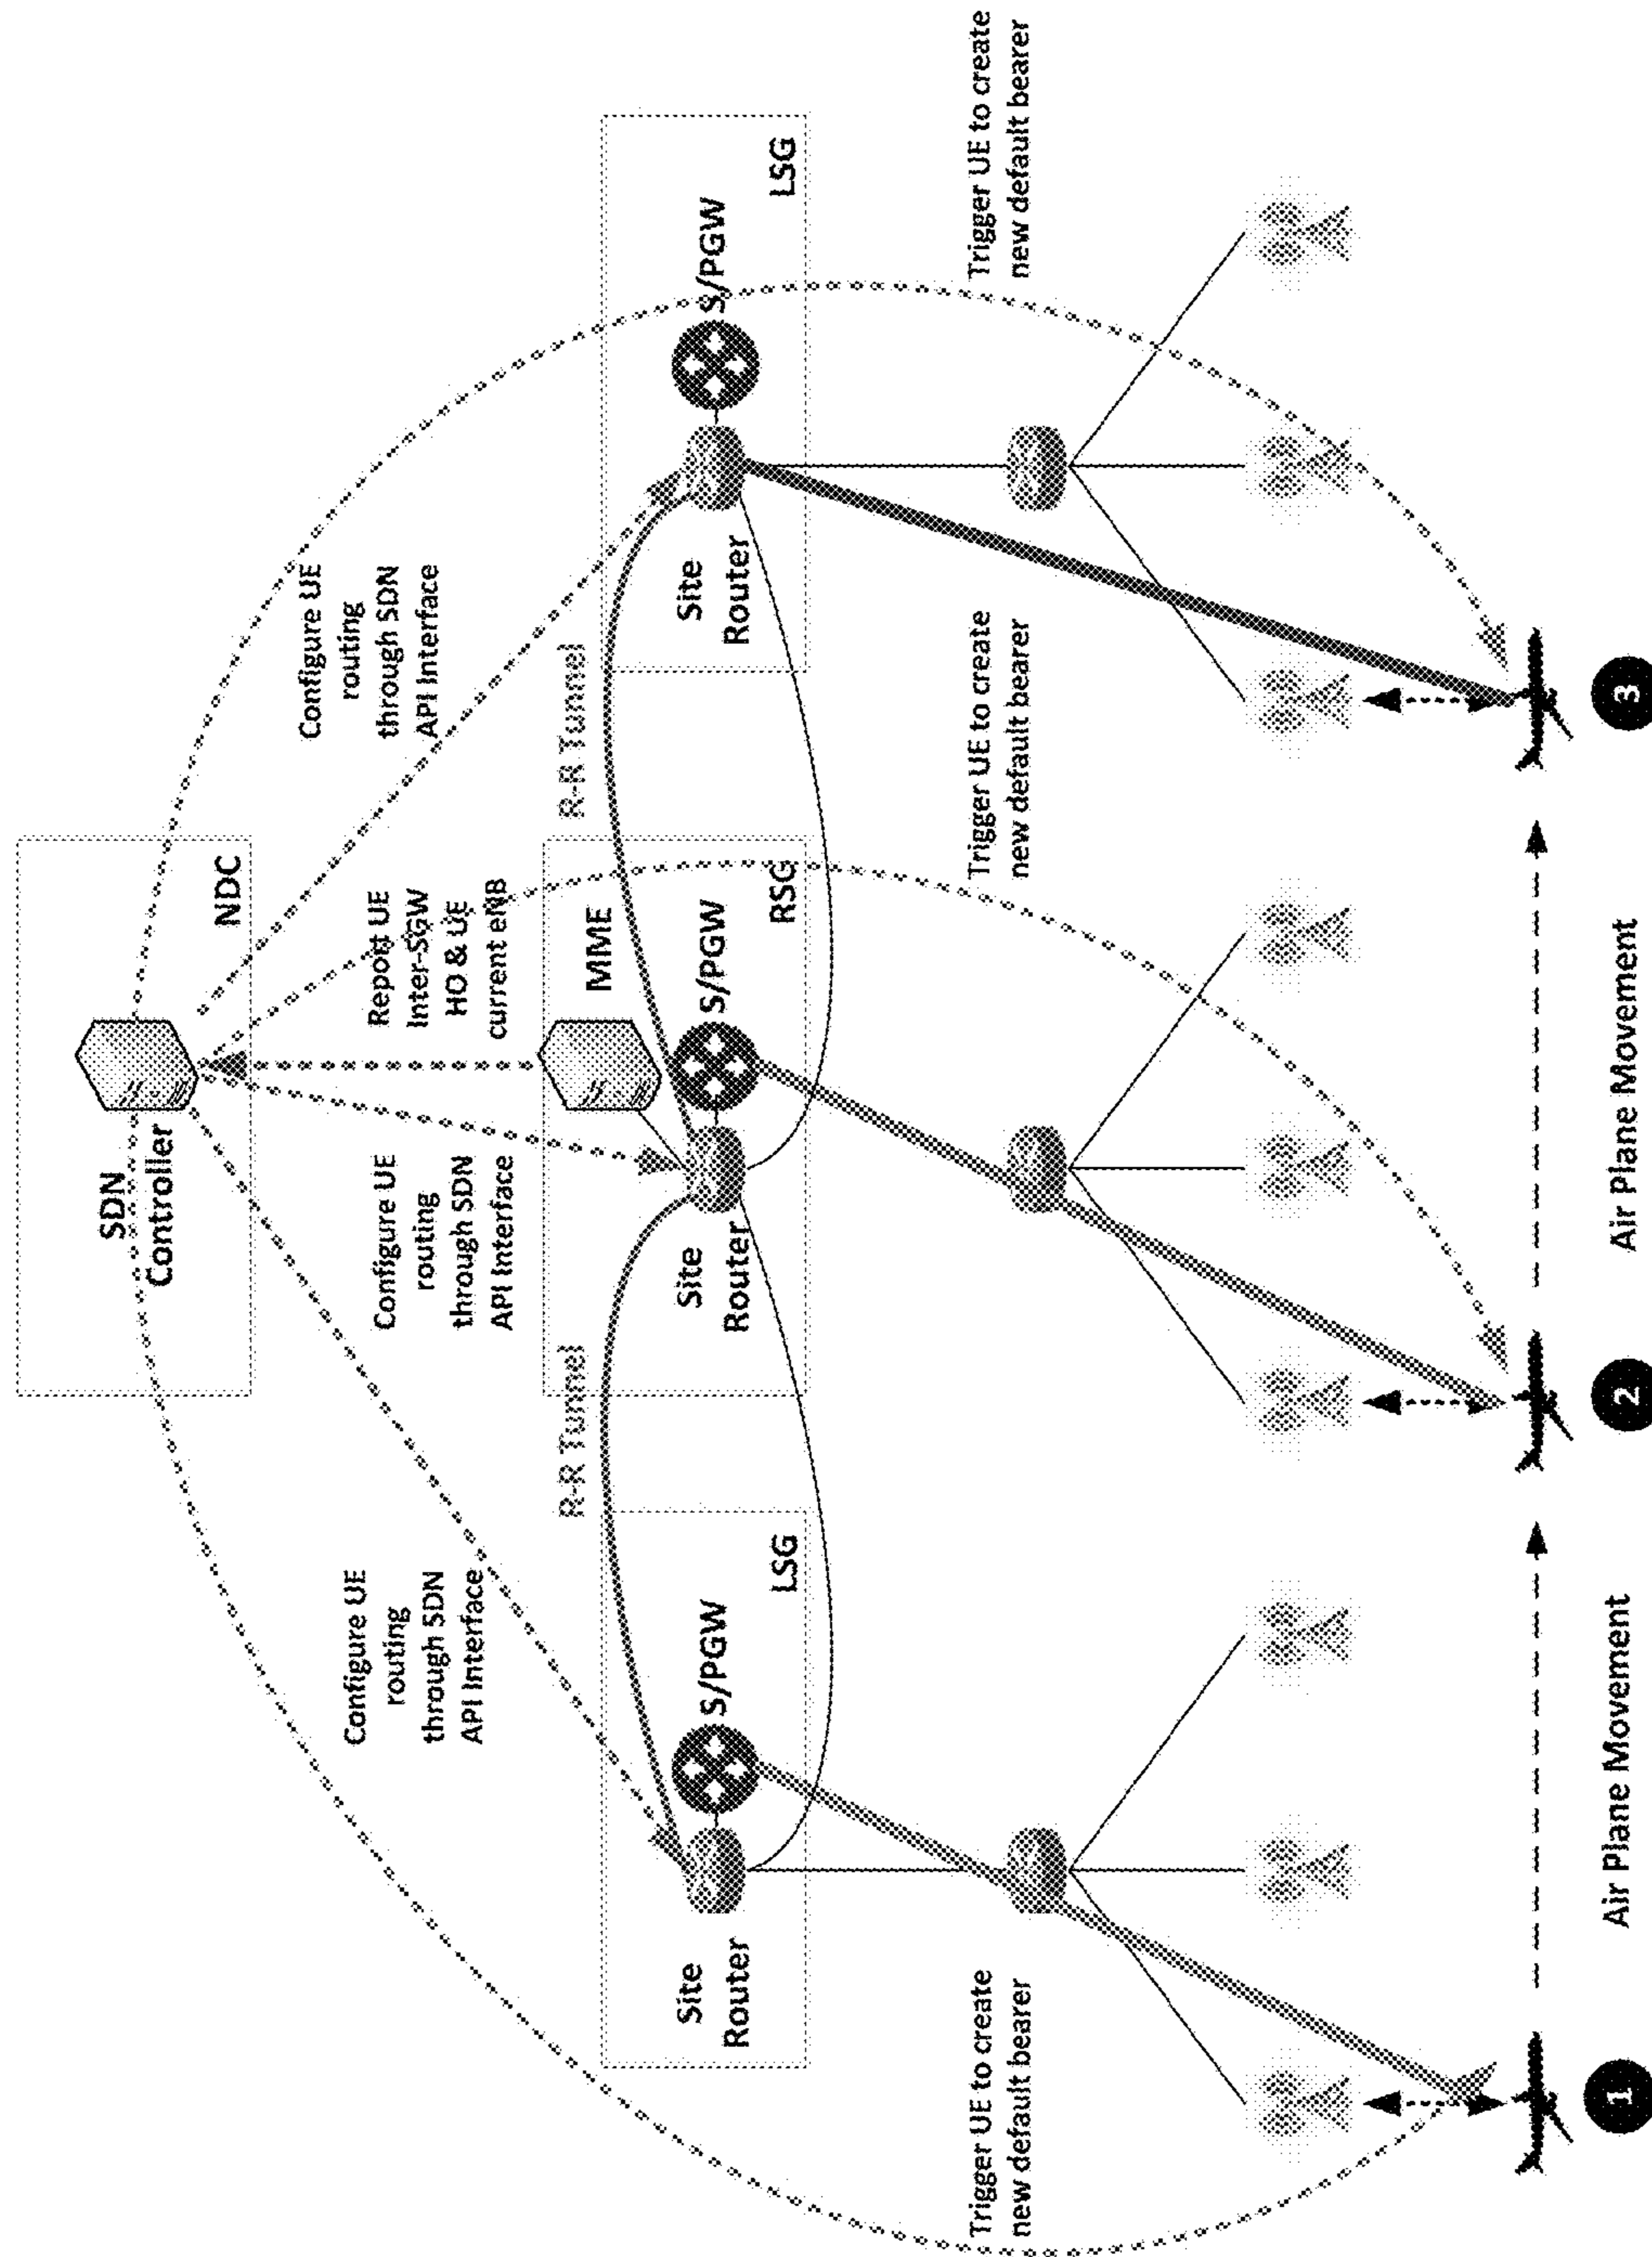 SDN
Controller
NDC
Configure UE
routing
through SDN
API Interface
Configure UE
routing
through SDN
API Interface
Report UE
Inter-SGW
HO & UE
current eNB
Configure UE
routing
through SDN
API Interface
R-R Tunnel
MME
R-R Tunnel
Site
Router
S/PGW
LSG
Site
Router
S/PGW
RSG
Site
Router
S/PGW
LSG
Trigger UE to create
new default bearer
Trigger UE to create
new default bearer
Trigger UE to create
new default bearer
1
Air Plane Movement
2
Air Plane Movement
3